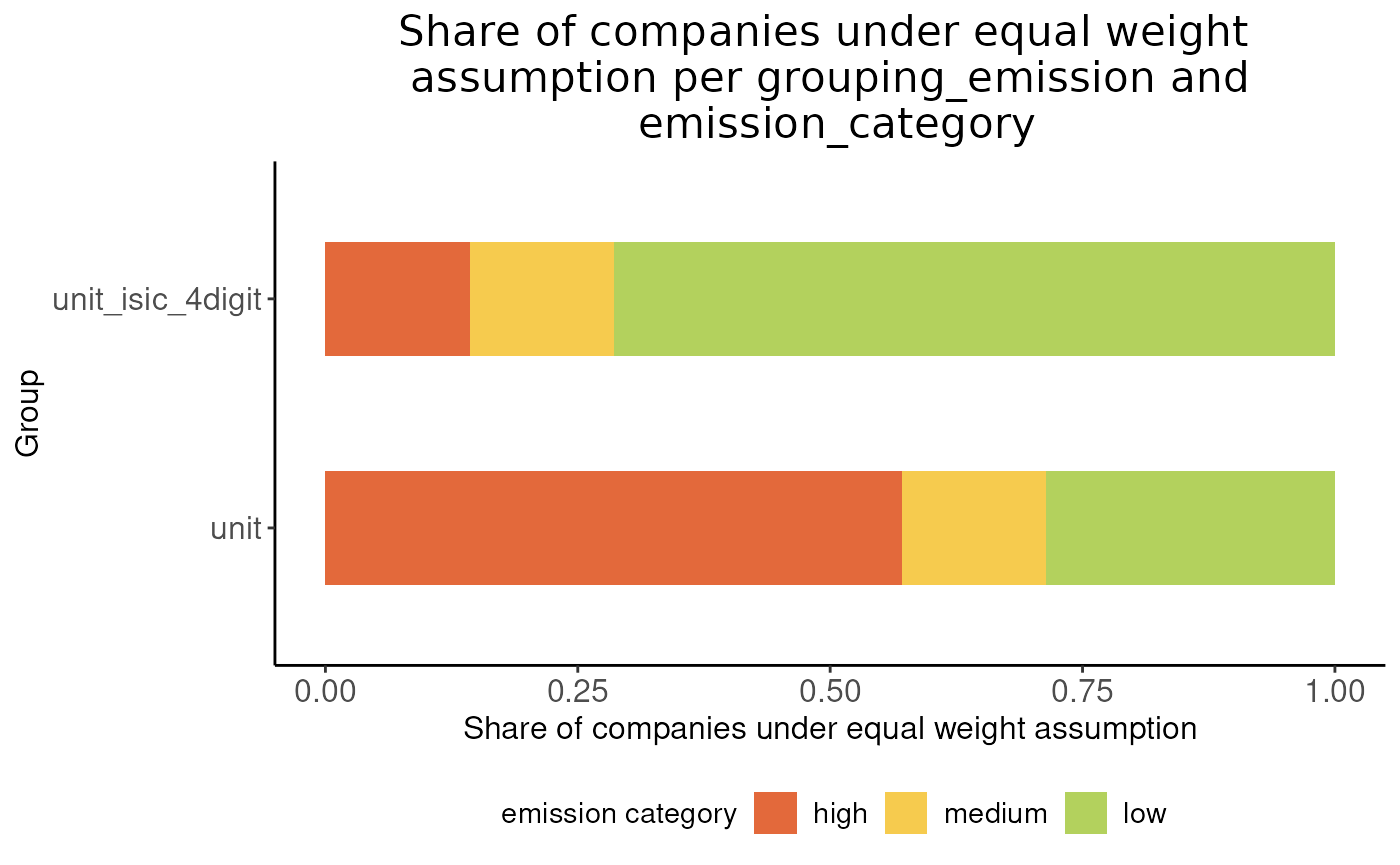 Share of companies under equal weight
assumption per grouping_emission and
emission_category
unit_isic_4digit
Group
unit
0.00 0.25 0.50 0.75 1.00
Share of companies under equal weight assumption
emission category high medium low